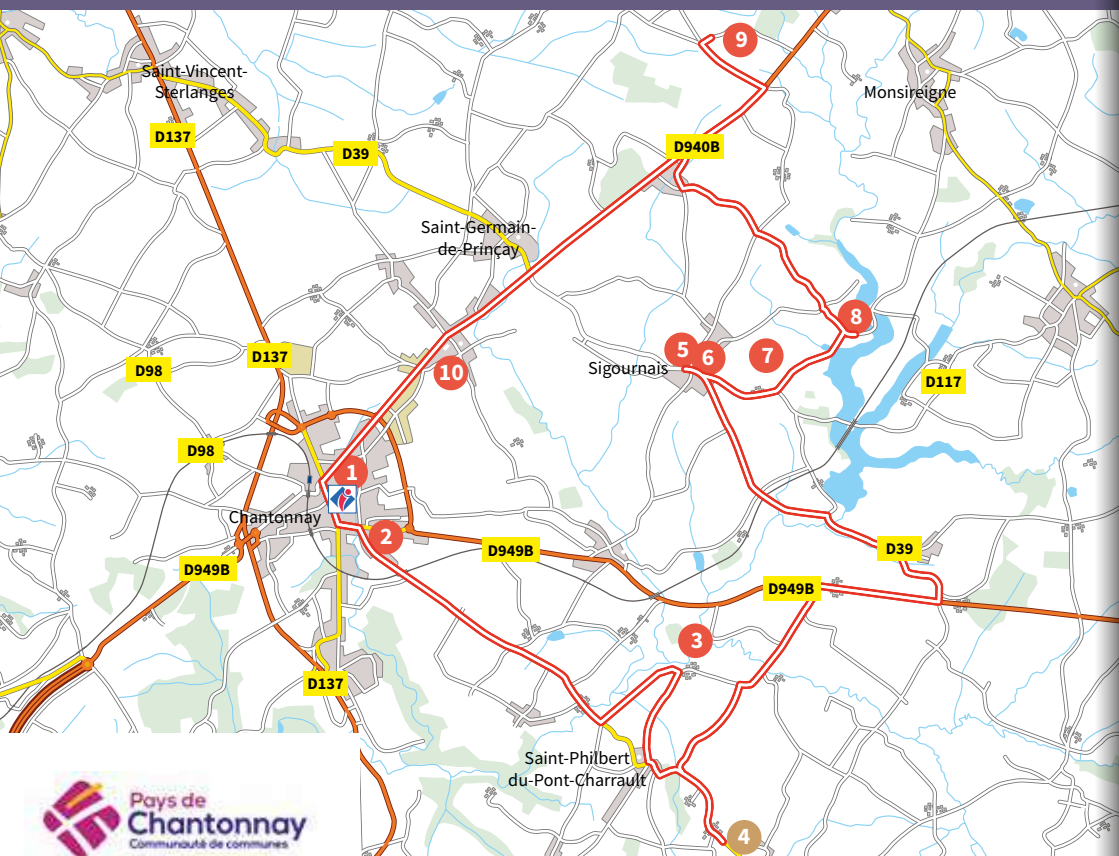 9
Saint-Vincent-
Sterlanges
Monsireigne
D137
D39
D940B
Saint-Germain-
de-Prinçay
8
5
6
7
Sigournais
D137
D98
10
D117
D98
1
Chantonnay
2
D949B
D39
D949B
D949B
3
D137
Saint-Philbert
du-Pont-Charrault
4
Pays de
Chantonnay
Communauté de communes